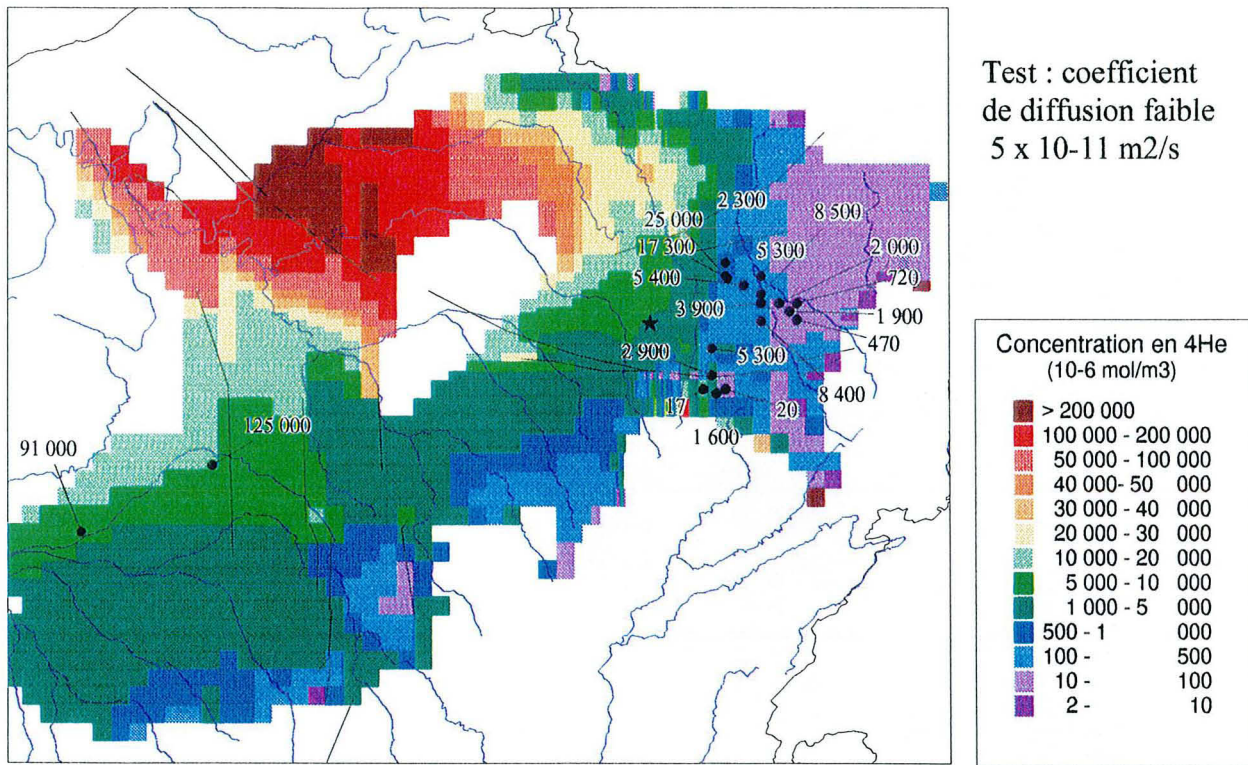 Test : coefficient
de diffusion faible
5 x 10-11 m2/s
2 300
25 000
8 500
17 300
5 300
2 000
5 400
720
3 900
1 900
470
2 900
5 300
8 400
17
20
1 600
125 000
91 000
Concentration en 4He
(10-6 mol/m3)
> 200 000
100 000 - 200 000
50 000 - 100 000
40 000- 50 000
30 000 - 40 000
20 000 - 30 000
10 000 - 20 000
5 000 - 10 000
1 000 - 5 000
500 - 1 000
100 - 500
10 - 100
2 - 10